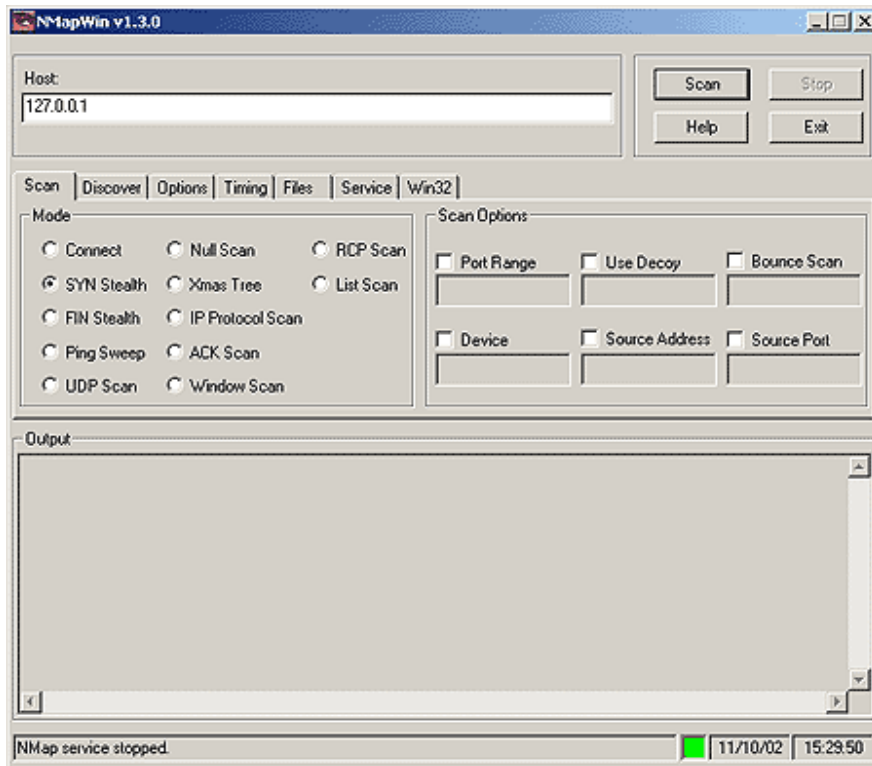 NMapWin v1.3.0
Host:
127.0.0.1
Scan Stop
Help Exit
Scan Discover Options Timing Files Service Win32
Mode
Connect Null Scan RCP Scan
SYN Stealth Xmas Tree List Scan
FIN Stealth IP Protocol Scan
Ping Sweep ACK Scan
UDP Scan Window Scan
Scan Options
Port Range Use Decoy Bounce Scan
Device Source Address Source Port
Output
NMap service stopped. 11/10/02 15:29:50